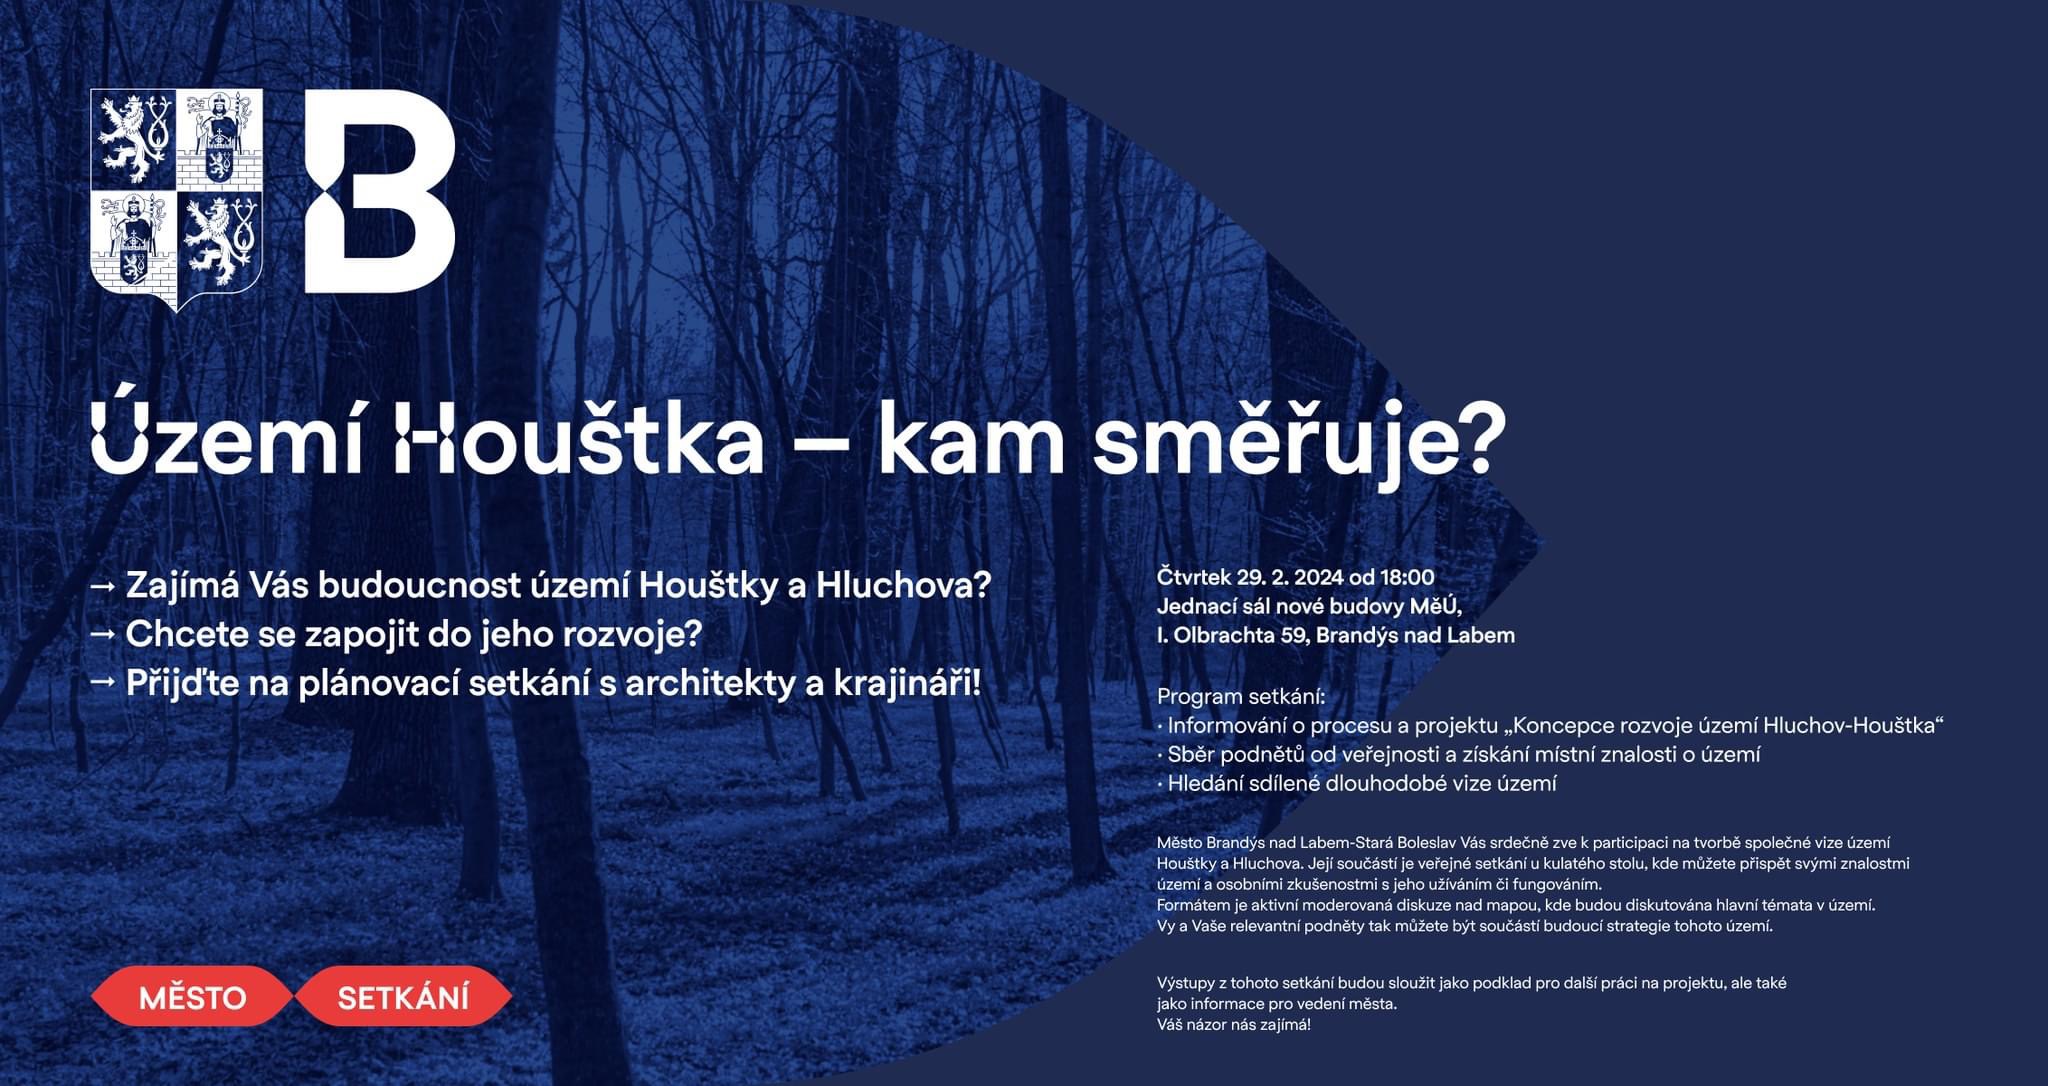 B
Území Houštka – kam směřuje?
→ Zajímá Vás budoucnost území Houštky a Hluchova?
→ Chcete se zapojit do jeho rozvoje?
→ Přijďte na plánovací setkání s architekty a krajináři!
Čtvrtek 29. 2. 2024 od 18:00
Jednací sál nové budovy MěÚ,
I. Olbrachta 59, Brandýs nad Labem
Program setkání:
· Informování o procesu a projektu „Koncepce rozvoje území Hluchov-Houštka“
· Sběr podnětů od veřejnosti a získání místní znalosti o území
· Hledání sdílené dlouhodobé vize území
Město Brandýs nad Labem-Stará Boleslav Vás srdečně zve k participaci na tvorbě společné vize území
Houštky a Hluchova. Její součástí je veřejné setkání u kulatého stolu, kde můžete přispět svými znalostmi
území a osobními zkušenostmi s jeho užíváním či fungováním.
Formátem je aktivní moderovaná diskuze nad mapou, kde budou diskutována hlavní témata v území.
Vy a Vaše relevantní podněty tak můžete být součástí budoucí strategie tohoto území.
Výstupy z tohoto setkání budou sloužit jako podklad pro další práci na projektu, ale také
jako informace pro vedení města.
Váš názor nás zajímá!
MĚSTO SETKÁNÍ